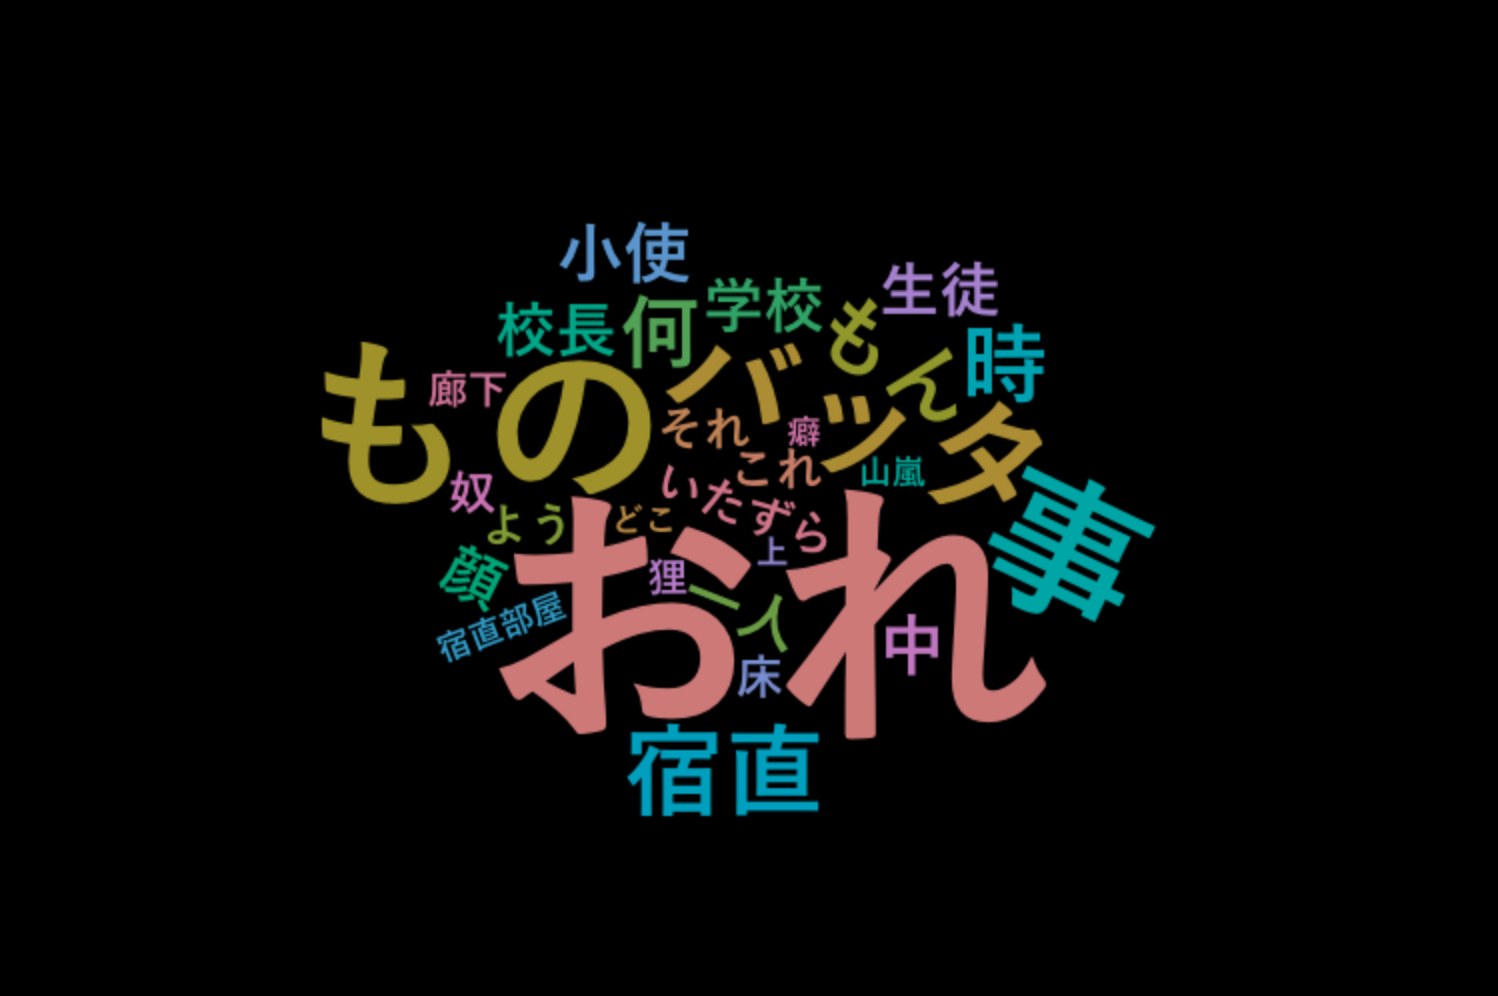 小使
生徒
学校
校長
何
もん
時
もの
廊下
バッタ
それ
癖
これ
山嵐
奴
いたずら
事
よう
どこ
おれ
上
顔
狸
一人
宿直部屋
中
床
宿直